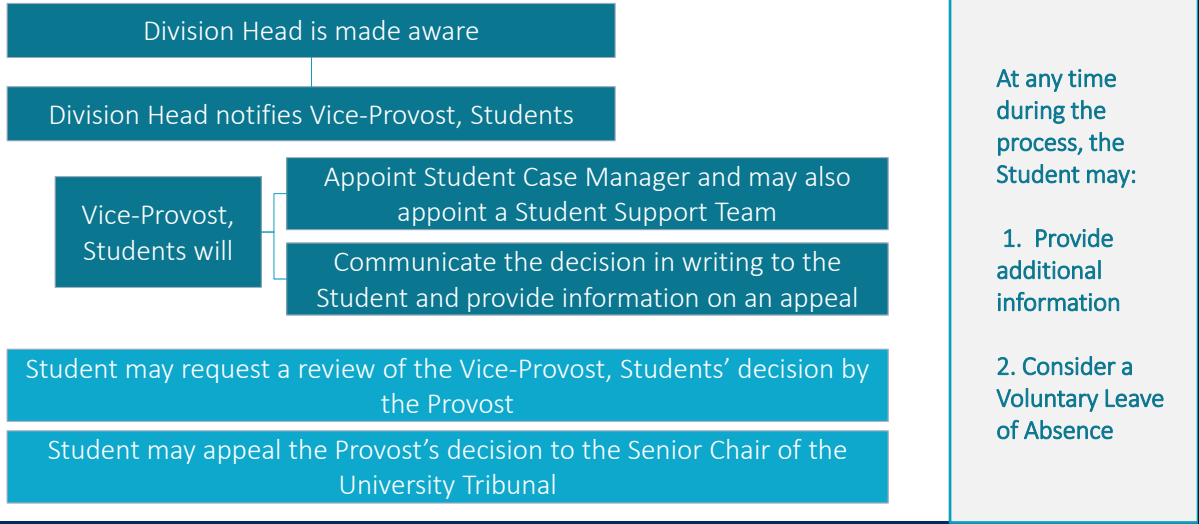 Division Head is made aware
Division Head notifies Vice-Provost, Students
Vice-Provost,
Students will
Appoint Student Case Manager and may also
appoint a Student Support Team
Communicate the decision in writing to the
Student and provide information on an appeal
Student may request a review of the Vice-Provost, Students’ decision by
the Provost
Student may appeal the Provost’s decision to the Senior Chair of the
University Tribunal
At any time
during the
process, the
Student may:
1. Provide
additional
information
2. Consider a
Voluntary Leave
of Absence